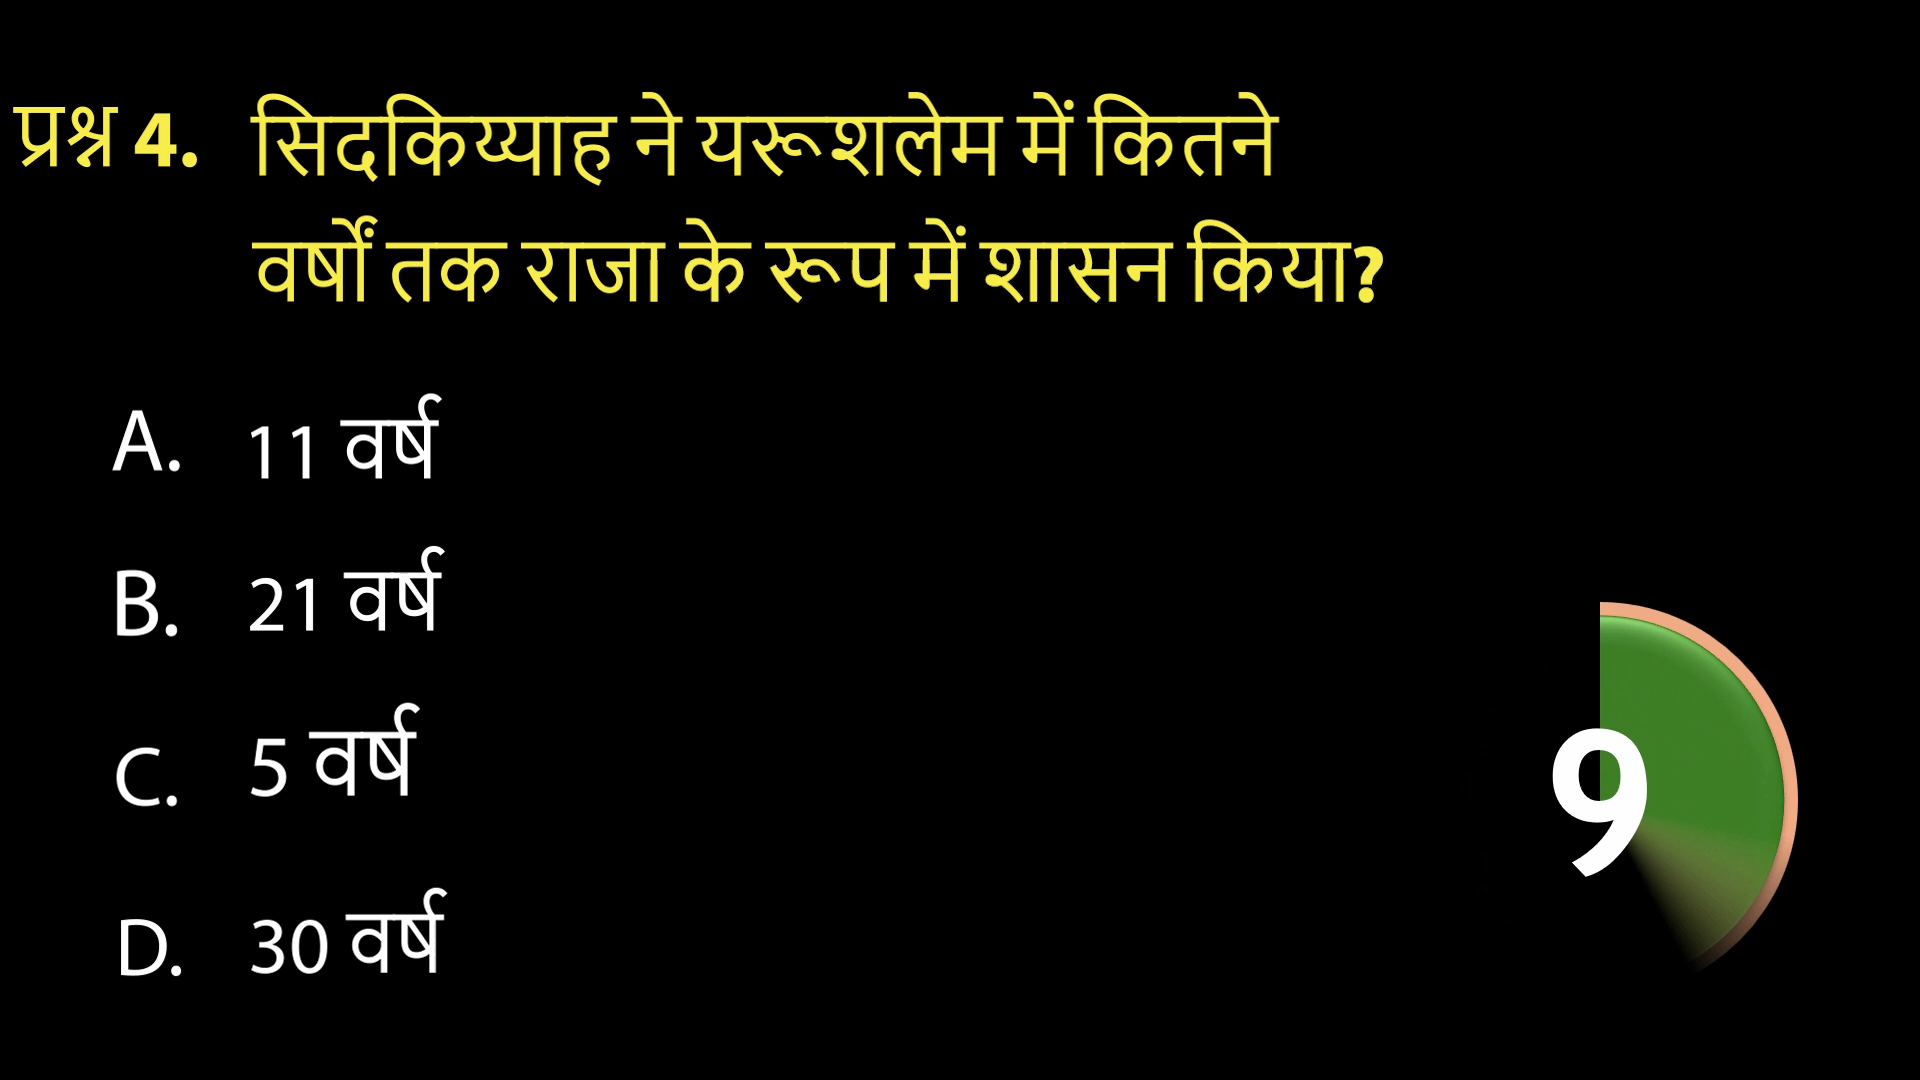 प्रश्न 4. सिदकिय्याह ने यरूशलेम में कितने
वर्षों तक राजा के रूप में शासन किया?
A. 11 वर्ष
B. 21 वर्ष
C. 5 वर्ष
D. 30 वर्ष
9